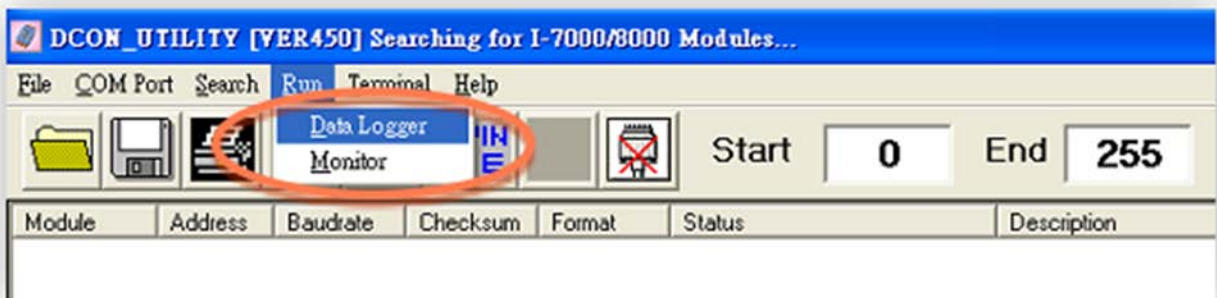 DCON_UTILITY [VER450] Searching for I-7000/8000 Modules...
File COM Port Search Run Terminal Help
Data Logger
Monitor
Start 0 End 255
Module Address Baudrate Checksum Format Status Description